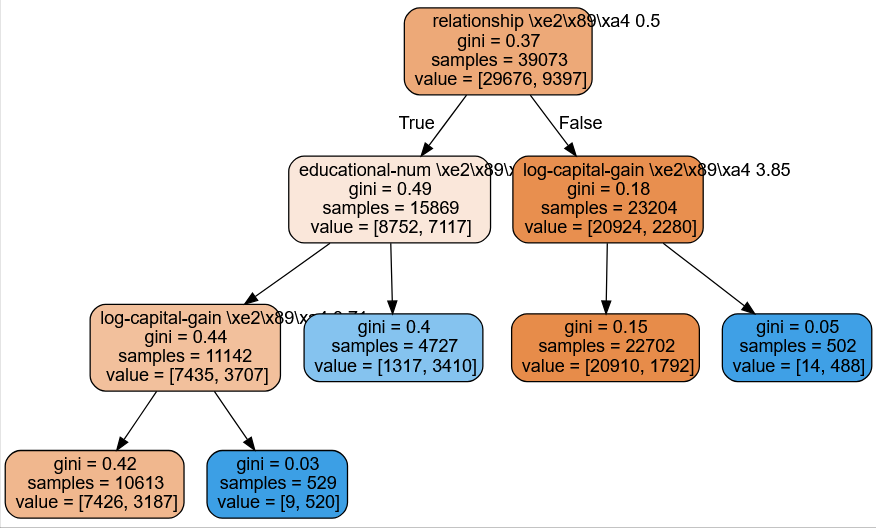 relationship \xe2\x89\xa4 0.5
gini = 0.37
samples = 39073
value = [29676, 9397]
True
False
educational-num \xe2\x89\x
gini = 0.49
samples = 15869
value = [8752, 7117]
log-capital-gain \xe2\x89\xa4 3.85
gini = 0.18
samples = 23204
value = [20924, 2280]
log-capital-gain \xe2\x89\xa4
gini = 0.44
samples = 11142
value = [7435, 3707]
gini = 0.4
samples = 4727
value = [1317, 3410]
gini = 0.15
samples = 22702
value = [20910, 1792]
gini = 0.05
samples = 502
value = [14, 488]
gini = 0.42
samples = 10613
value = [7426, 3187]
gini = 0.03
samples = 529
value = [9, 520]